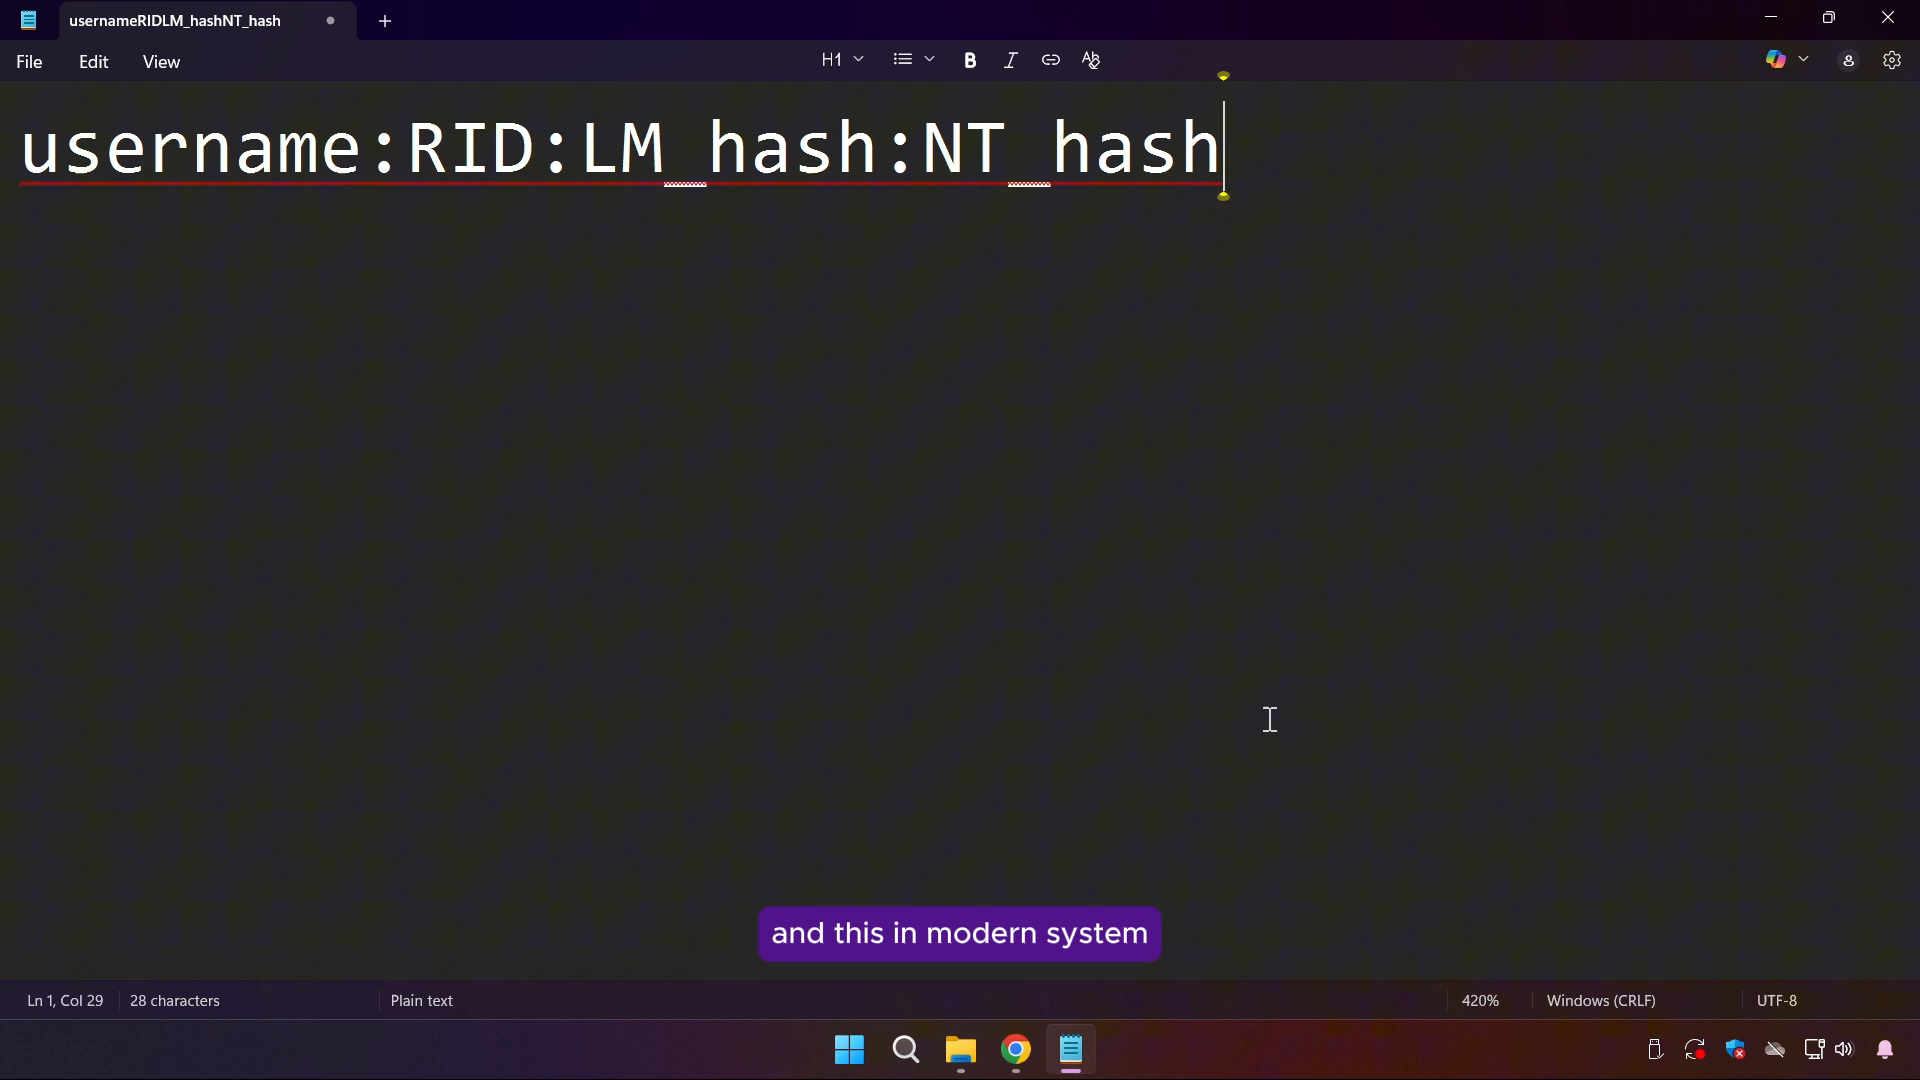 usernameRIDLM_hashNT_hash
File Edit View H1
username:RID:LM_hash:NT_hash
and this in modern system
Ln 1, Col 29 28 characters Plain text 420% Windows (CRLF) UTF-8